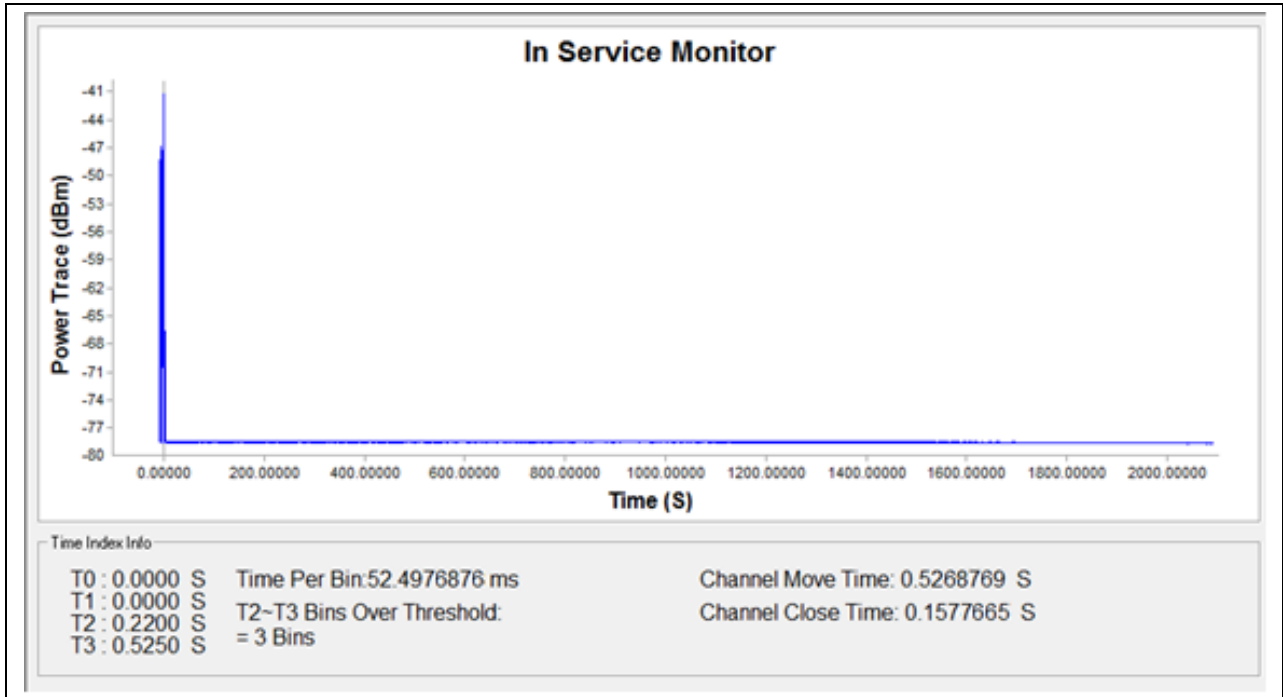 In Service Monitor
Power Trace (dBm)
-41
-44
-47
-50
-53
-56
-59
-62
-65
-68
-71
-74
-77
-80
0.00000 200.00000 400.00000 600.00000 800.00000 1000.00000 1200.00000 1400.00000 1600.00000 1800.00000 2000.00000
Time (S)
Time Index Info
T0 : 0.0000 S
T1 : 0.0000 S
T2 : 0.2200 S
T3 : 0.5250 S
Time Per Bin:52.4976876 ms
T2~T3 Bins Over Threshold:
= 3 Bins
Channel Move Time: 0.5268769 S
Channel Close Time: 0.1577665 S